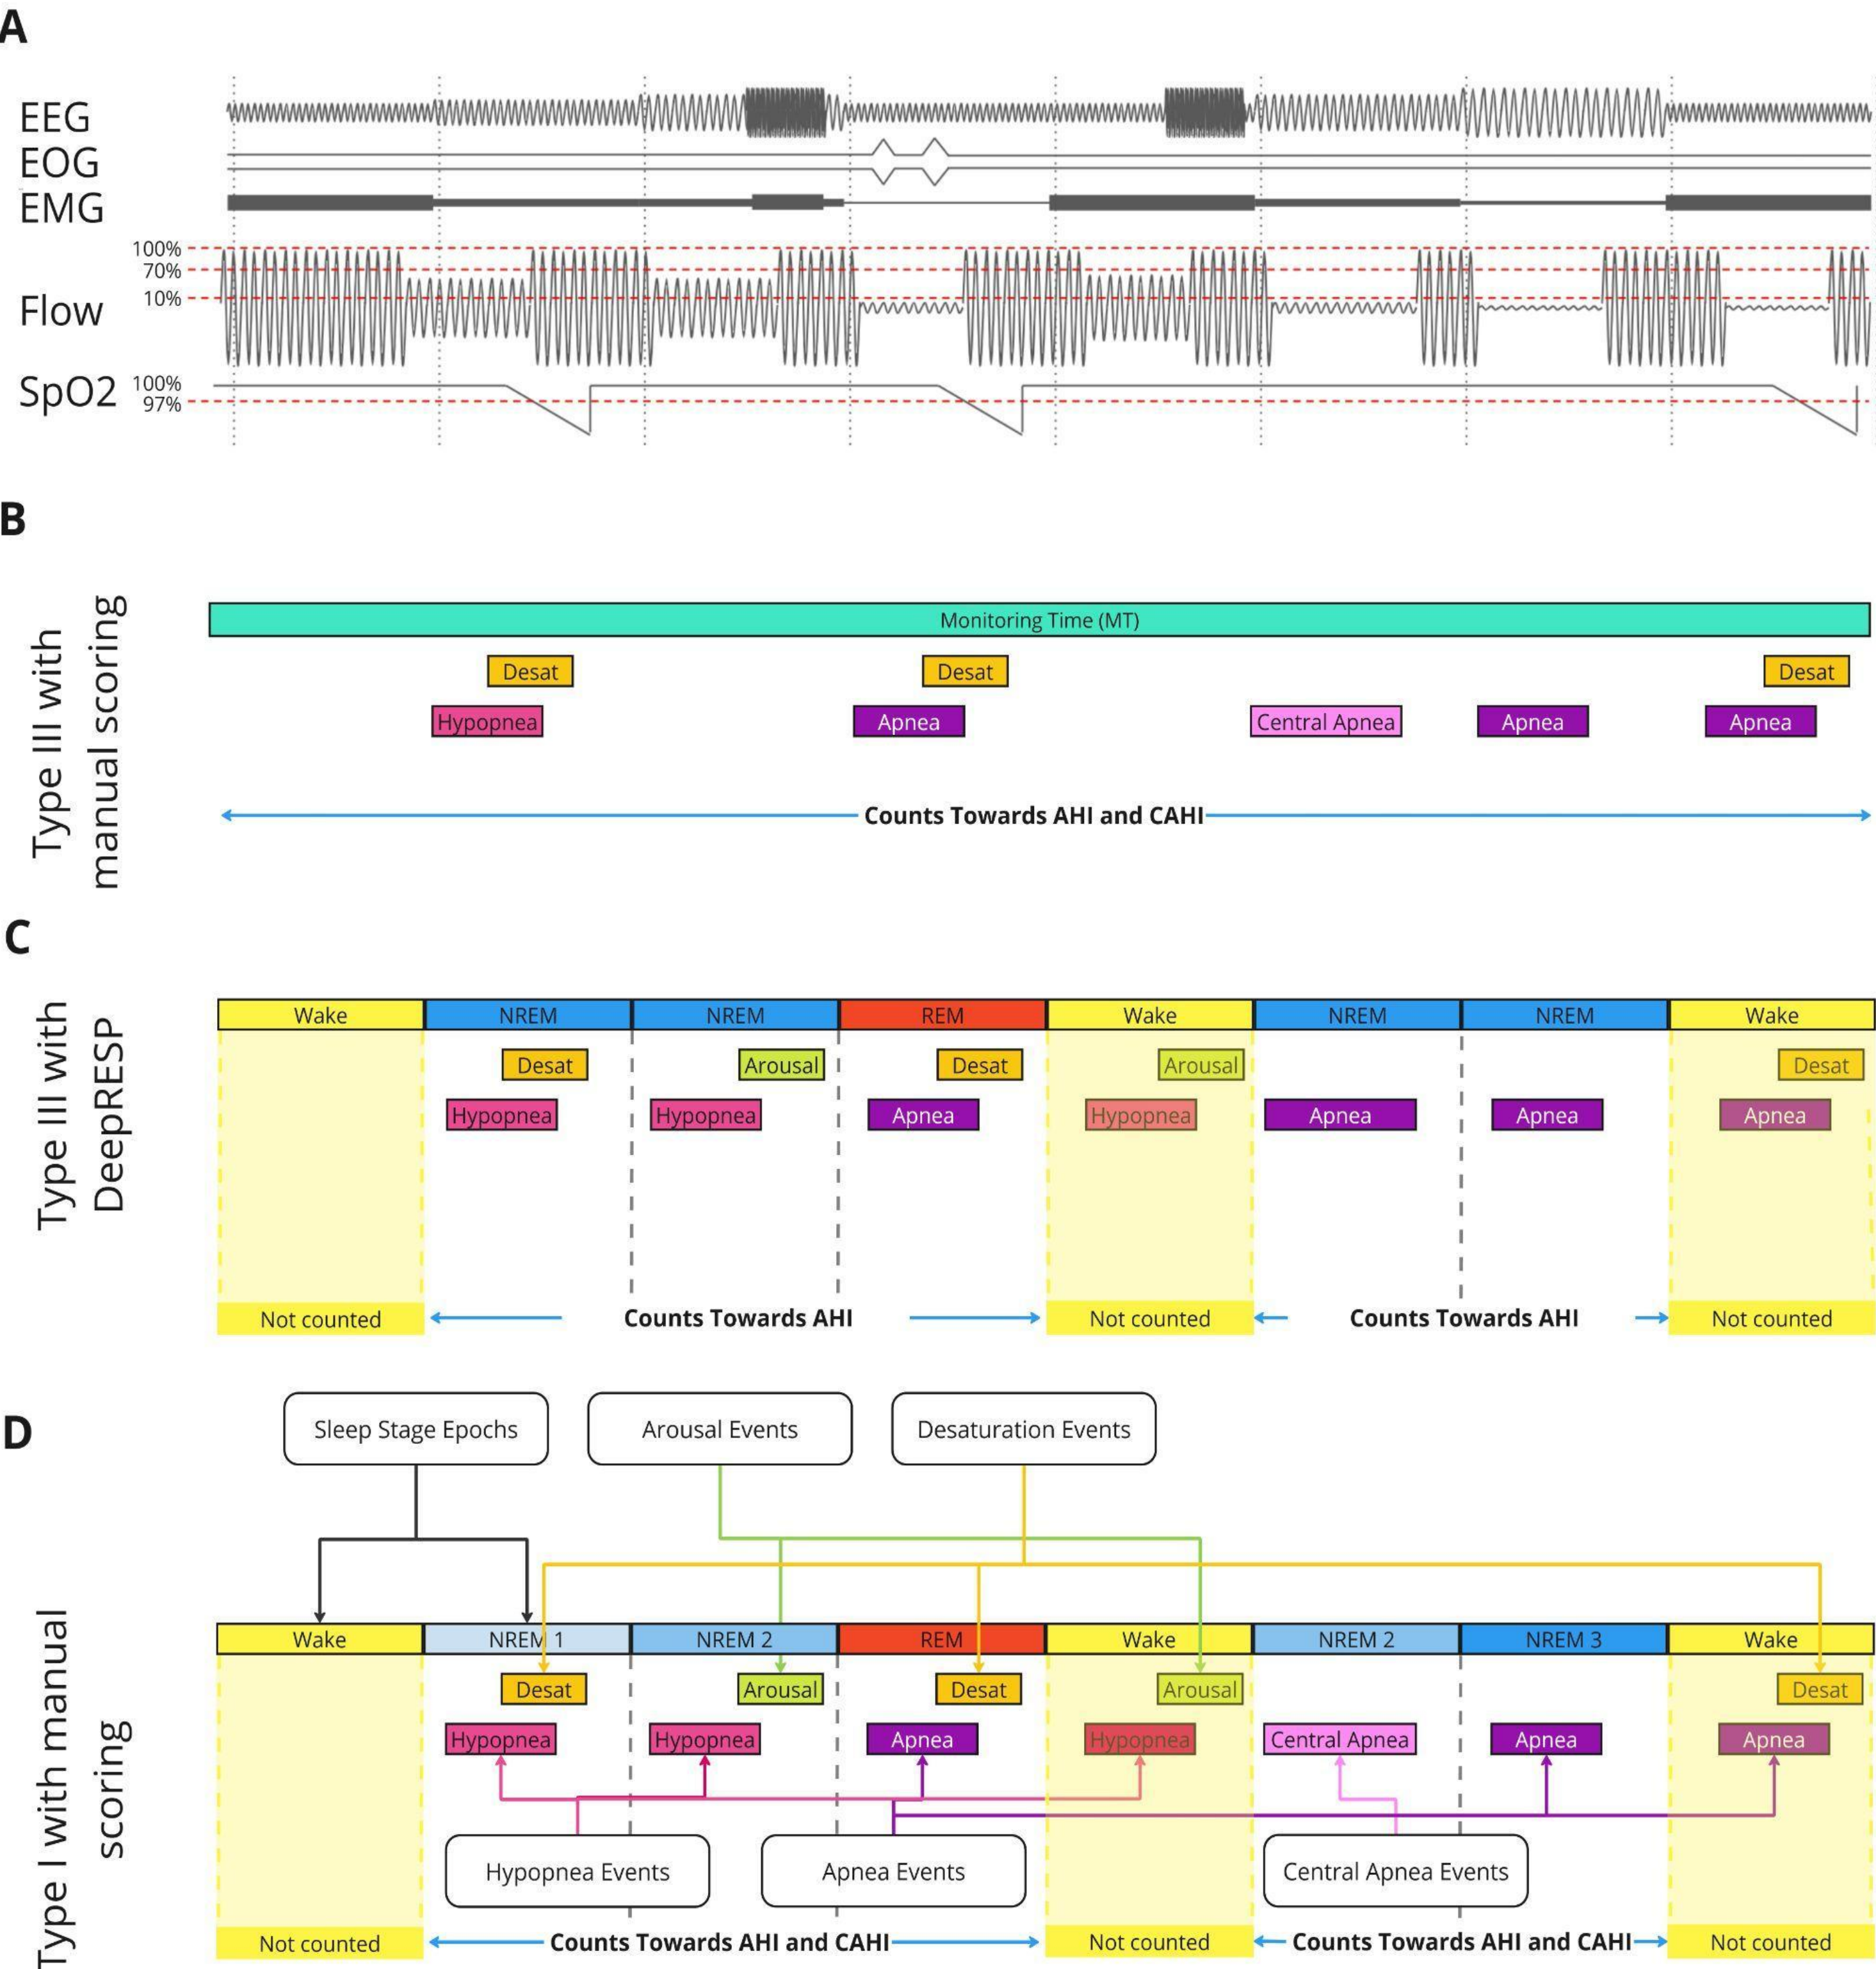 A
EEG
EOG
EMG
100%
70%
10%
Flow
SpO2
100%
97%
B
Type III with
manual scoring
Monitoring Time (MT)
Desat Desat Desat
Hypopnea Apnea Central Apnea Apnea Apnea
Counts Towards AHI and CAHI
C
Type III with
DeepRESP
Wake NREM NREM REM Wake NREM NREM Wake
Desat Arousal Desat Arousal Desat
Hypopnea Hypopnea Apnea Hypopnea Apnea Apnea Apnea
Not counted Counts Towards AHI Not counted Counts Towards AHI Not counted
D
Sleep Stage Epochs Arousal Events Desaturation Events
Type I with manual
scoring
Wake NREM 1 NREM 2 REM Wake NREM 2 NREM 3 Wake
Desat Arousal Desat Arousal Desat
Hypopnea Hypopnea Apnea Hypopnea Central Apnea Apnea Apnea
Hypopnea Events Apnea Events Central Apnea Events
Not counted Counts Towards AHI and CAHI Not counted Counts Towards AHI and CAHI Not counted